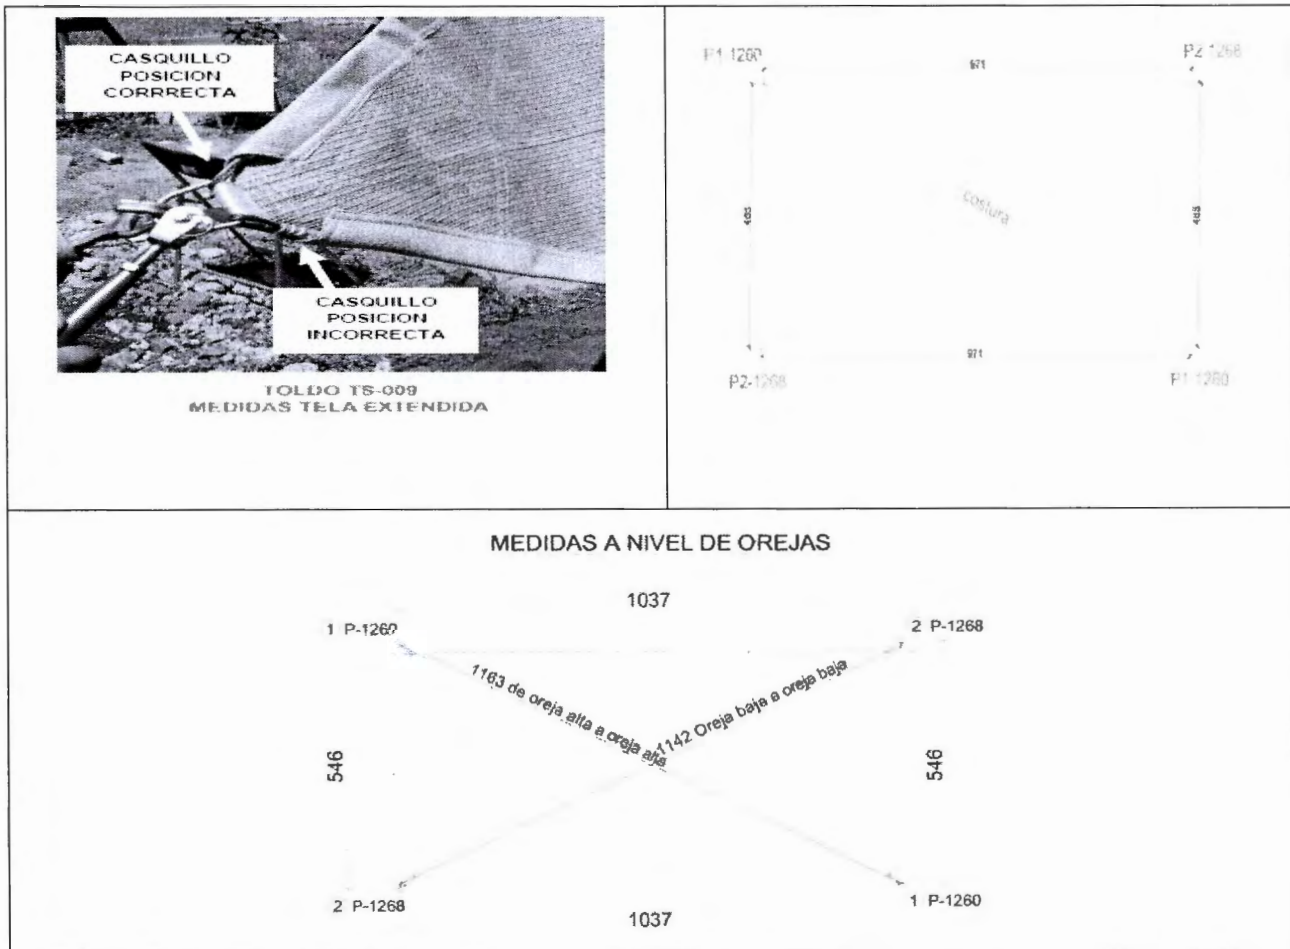 CASQUILLO
POSICION
CORRRECTA
CASQUILLO
POSICION
INCORRECTA
TOLDO TS-009
MEDIDAS TELA EXTENDIDA
P1 1260
971
P2 1268
485
costura
485
P2-1268
971
P1 1260
MEDIDAS A NIVEL DE OREJAS
1037
1 P-1260
2 P-1268
1163 de oreja alta a oreja alta
1142 Oreja baja a oreja baja
546
546
2 P-1268
1037
1 P-1260